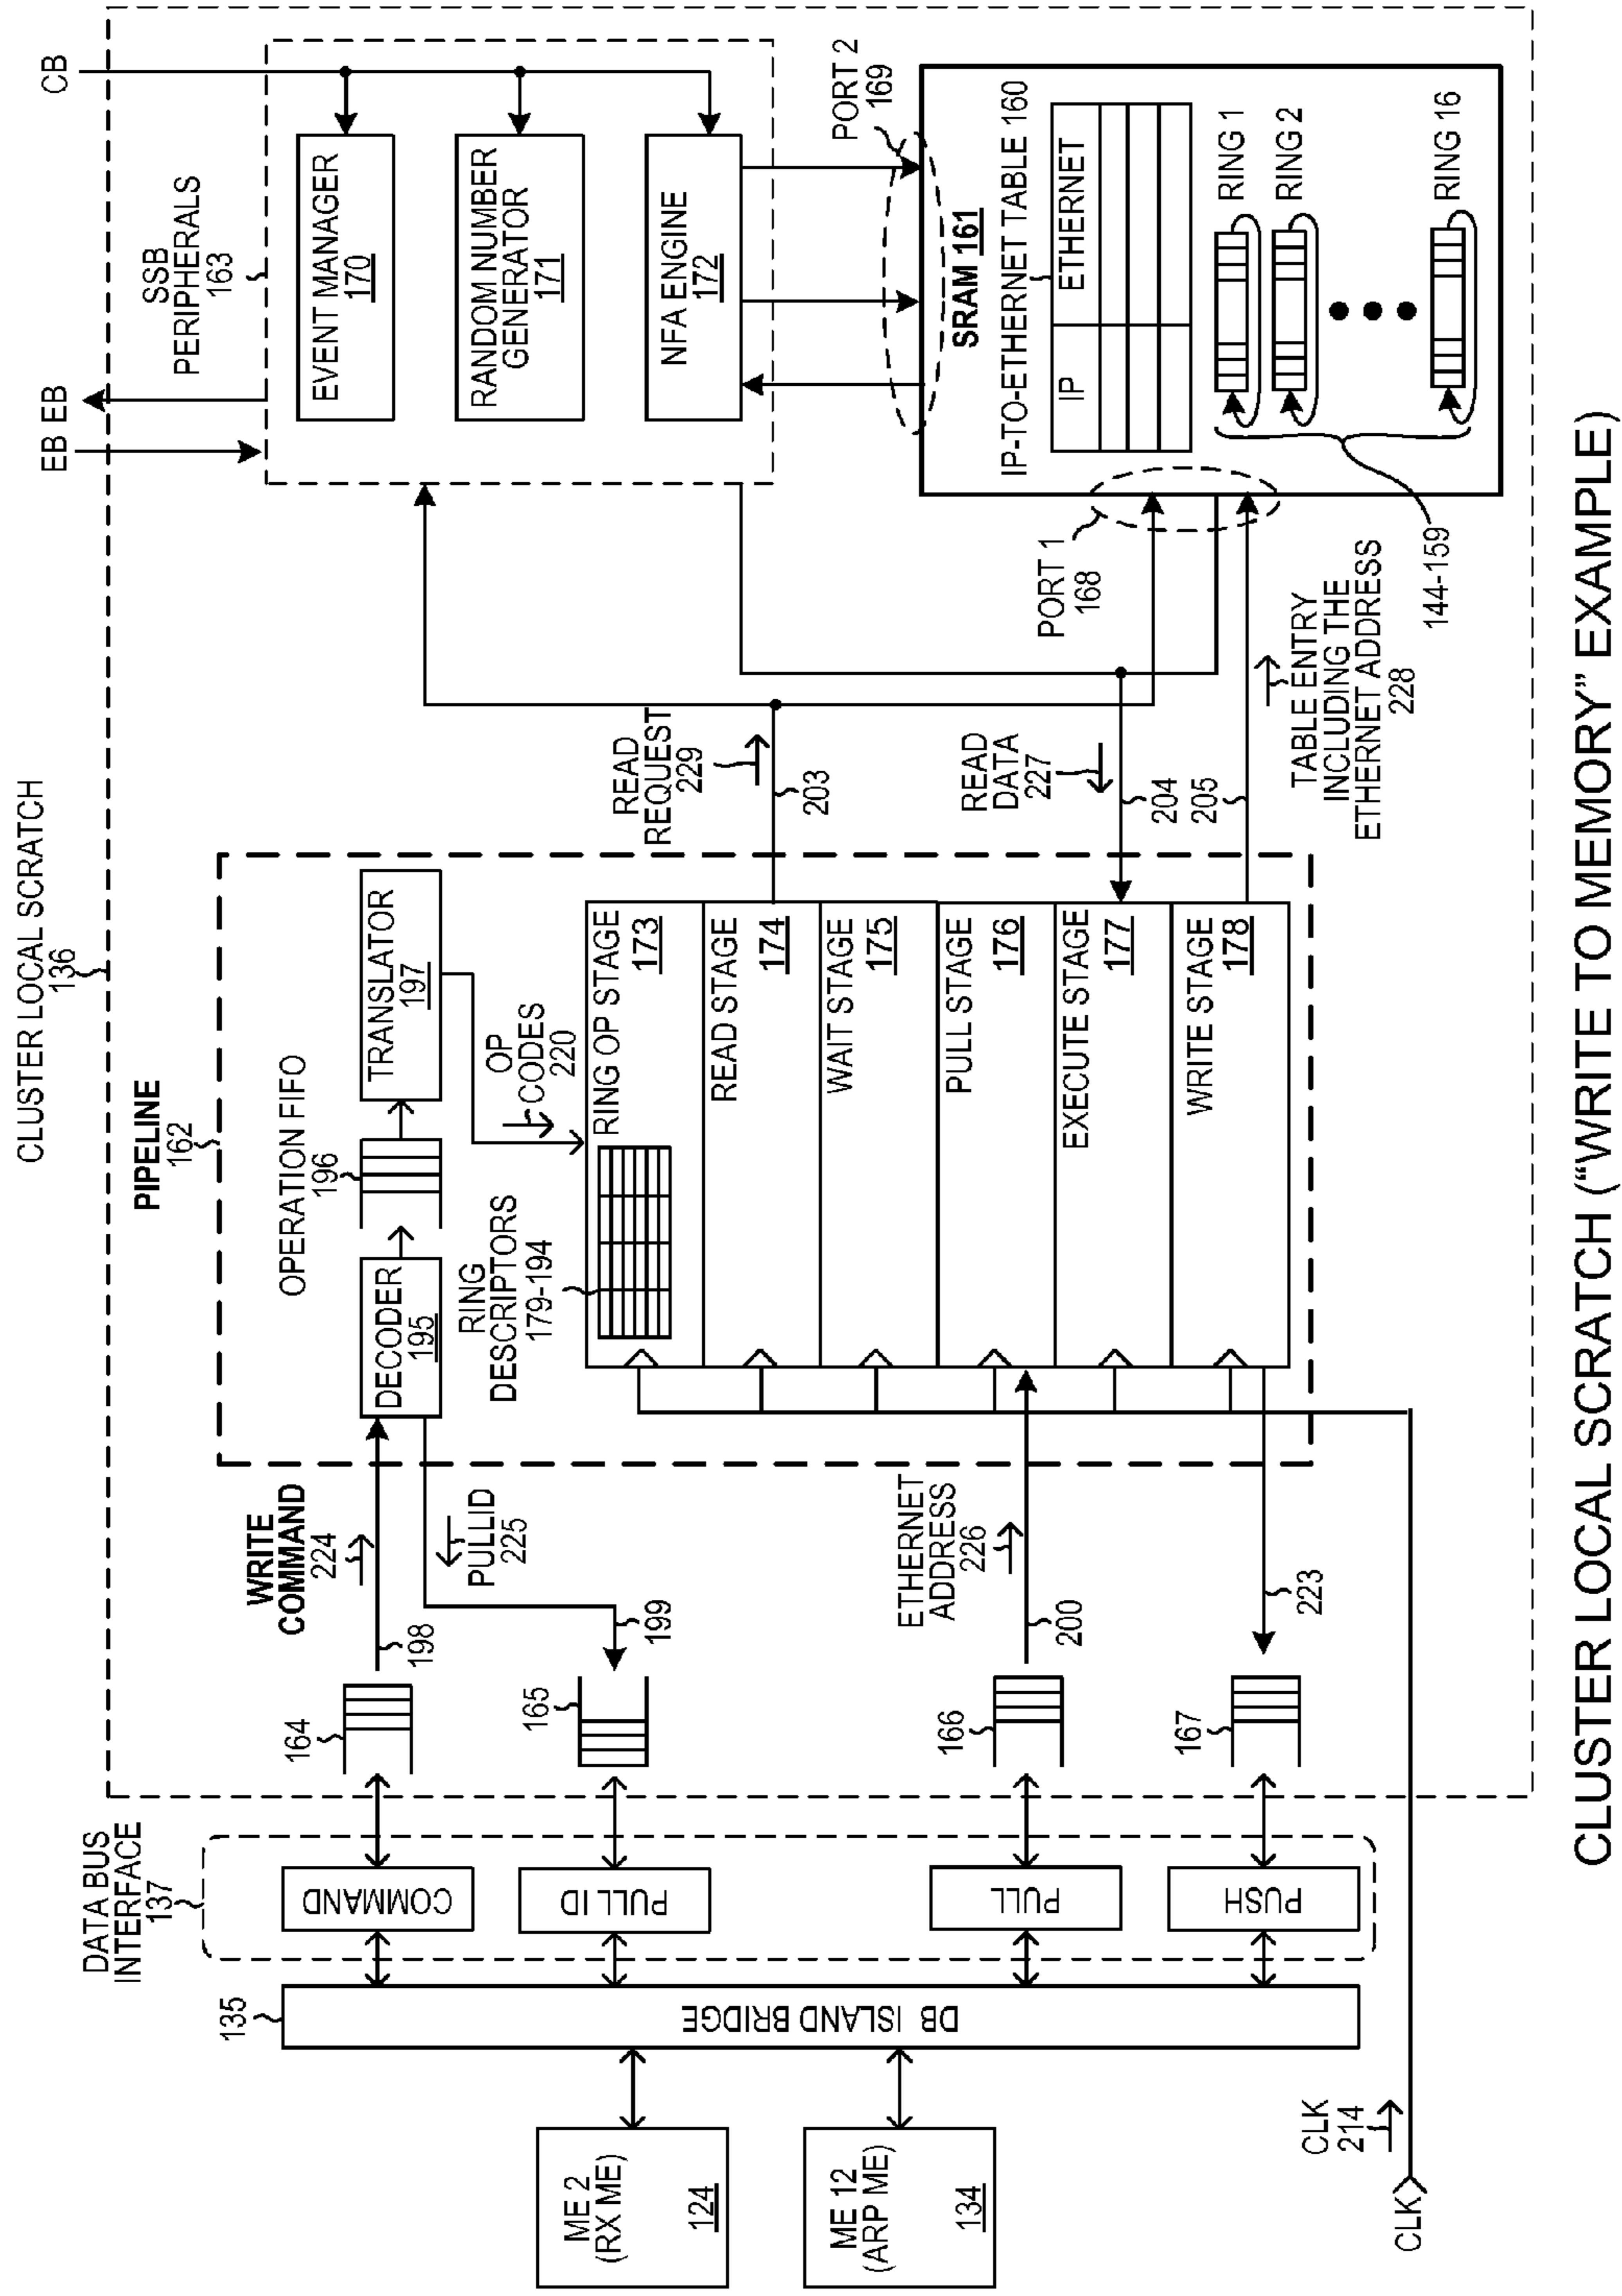 CLUSTER LOCAL SCRATCH
136
PIPELINE
162
DATA BUS
INTERFACE
137
135
DB ISLAND BRIDGE
COMMAND
PULL ID
PULL
PUSH
ME 2
(RX ME)
124
ME 12
(ARP ME)
134
CLK
214
CLK
164
165
166
167
WRITE
COMMAND
224
198
PULLID
225
199
ETHERNET
ADDRESS
226
200
223
OPERATION FIFO
196
DECODER
195
TRANSLATOR
197
OP
CODES
220
RING
DESCRIPTORS
179-194
RING OP STAGE
173
READ STAGE
174
WAIT STAGE
175
PULL STAGE
176
EXECUTE STAGE
177
WRITE STAGE
178
READ
REQUEST
229
203
READ
DATA
227
204
205
TABLE ENTRY
INCLUDING THE
ETHERNET ADDRESS
228
EB EB
CB
SSB
PERIPHERALS
163
EVENT MANAGER
170
RANDOM NUMBER
GENERATOR
171
NFA ENGINE
172
PORT 2
169
PORT 1
168
SRAM 161
IP-TO-ETHERNET TABLE 160
IP
ETHERNET
RING 1
RING 2
RING 16
144-159
CLUSTER LOCAL SCRATCH (“WRITE TO MEMORY” EXAMPLE)